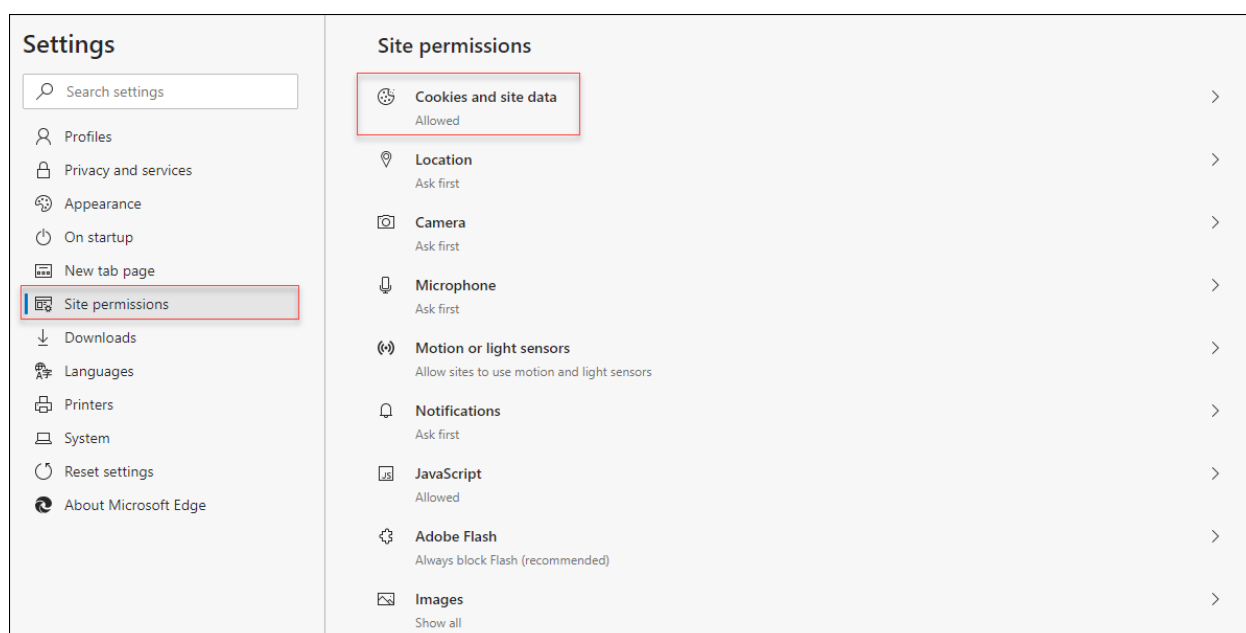 Settings
Search settings
Profiles
Privacy and services
Appearance
On startup
New tab page
Site permissions
Downloads
Languages
Printers
System
Reset settings
About Microsoft Edge
Site permissions
Cookies and site data
Allowed
Location
Ask first
Camera
Ask first
Microphone
Ask first
Motion or light sensors
Allow sites to use motion and light sensors
Notifications
Ask first
JS
JavaScript
Allowed
Adobe Flash
Always block Flash (recommended)
Images
Show all